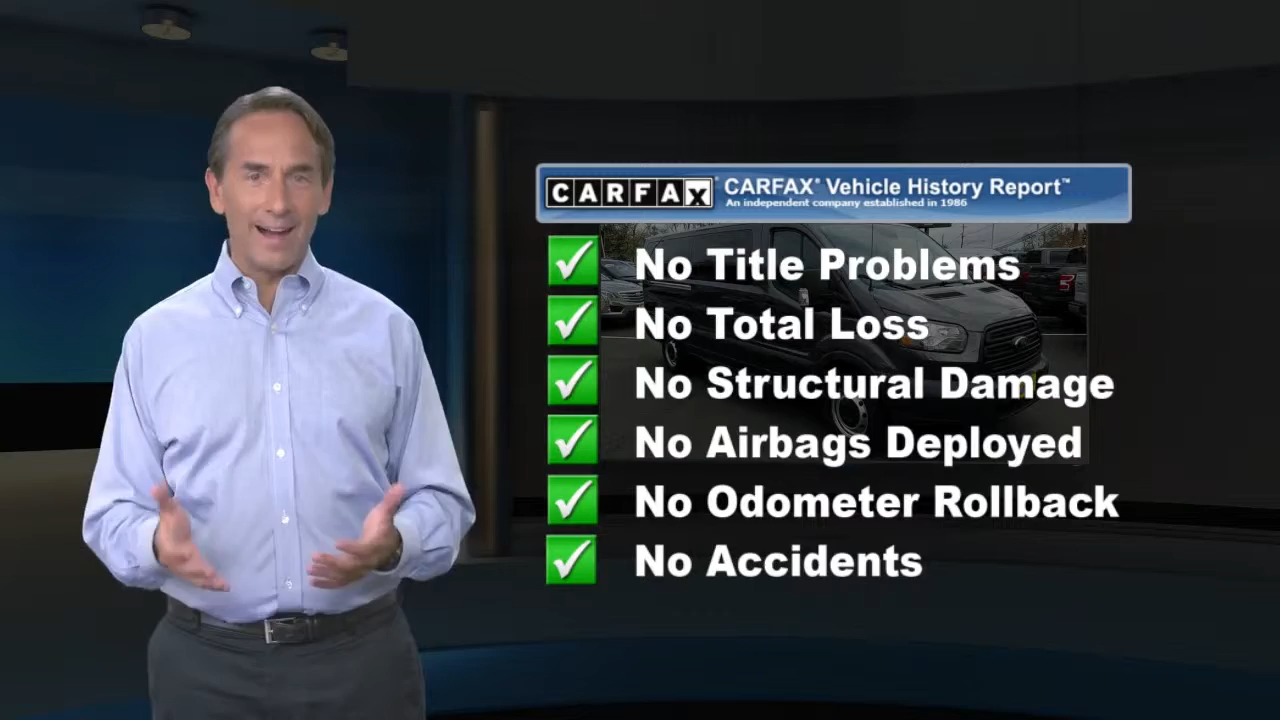 CARFAX
CARFAX® Vehicle History Report™
An independent company established in 1986
No Title Problems
No Total Loss
No Structural Damage
No Airbags Deployed
No Odometer Rollback
No Accidents